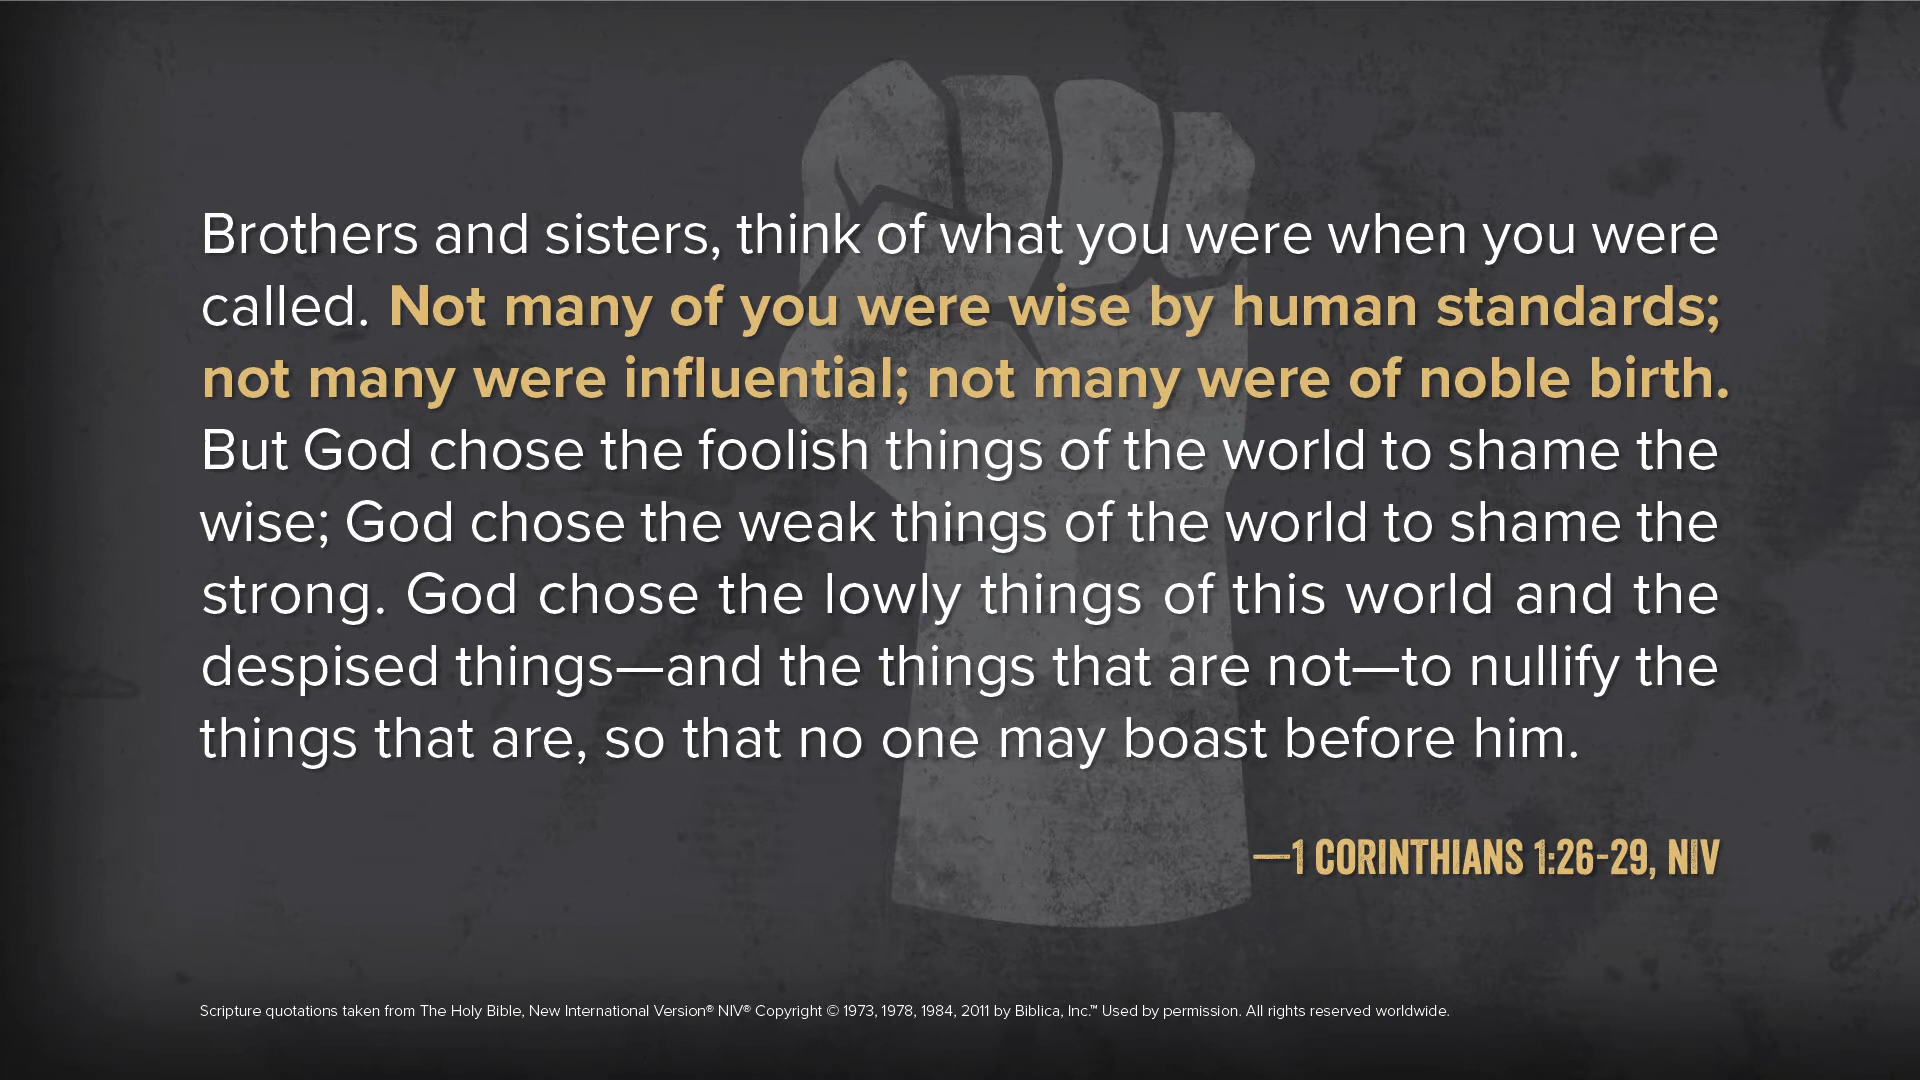 Brothers and sisters, think of what you were when you were
called. Not many of you were wise by human standards;
not many were influential; not many were of noble birth.
But God chose the foolish things of the world to shame the
wise; God chose the weak things of the world to shame the
strong. God chose the lowly things of this world and the
despised things—and the things that are not—to nullify the
things that are, so that no one may boast before him.
—1 CORINTHIANS 1:26-29, NIV
Scripture quotations taken from The Holy Bible, New International Version® NIV® Copyright © 1973, 1978, 1984, 2011 by Biblica, Inc.™ Used by permission. All rights reserved worldwide.